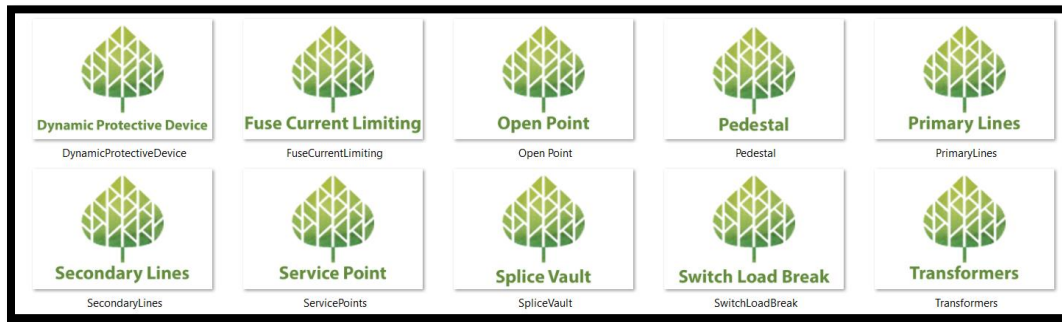 Dynamic Protective Device
DynamicProtectiveDevice
Fuse Current Limiting
FuseCurrentLimiting
Open Point
Open Point
Pedestal
Pedestal
Primary Lines
PrimaryLines
Secondary Lines
SecondaryLines
Service Point
ServicePoints
Splice Vault
SpliceVault
Switch Load Break
SwitchLoadBreak
Transformers
Transformers